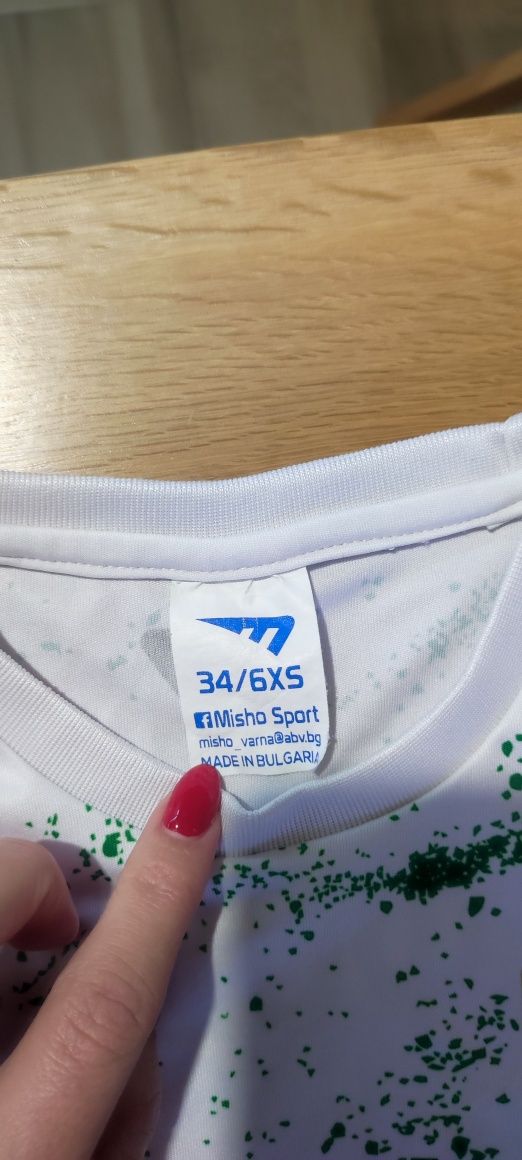 34/6XS
Misho Sport
misho_varna@abv.bg
MADE IN BULGARIA